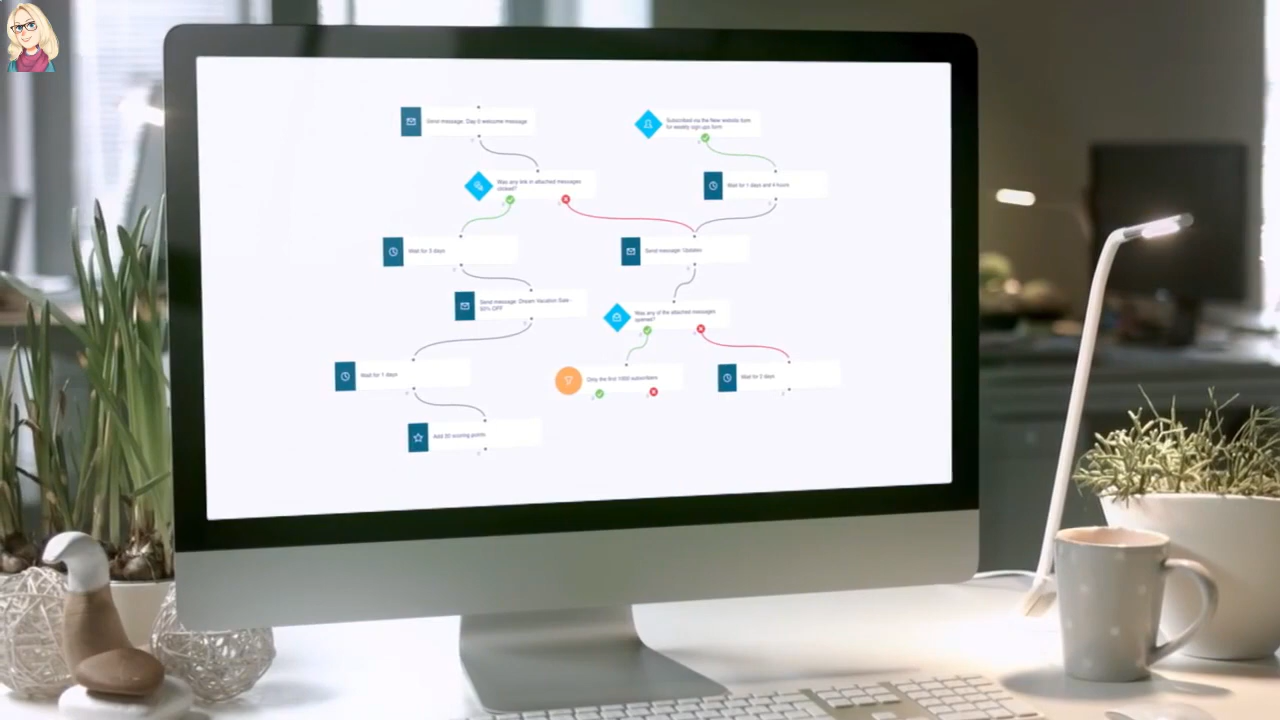 Send message: Day 0 welcome message
Subscribed via the New website form
for weekly sign ups form
Was any link in attached messages
clicked?
Wait for 1 days and 4 hours
Wait for 3 days
Send message: Updates
Send message: Dream Vacation Sale-
50% OFF
Was any of the attached messages
opened?
Wait for 1 days
Only the first 1000 subscribers
Wait for 2 days
Add 20 scoring points